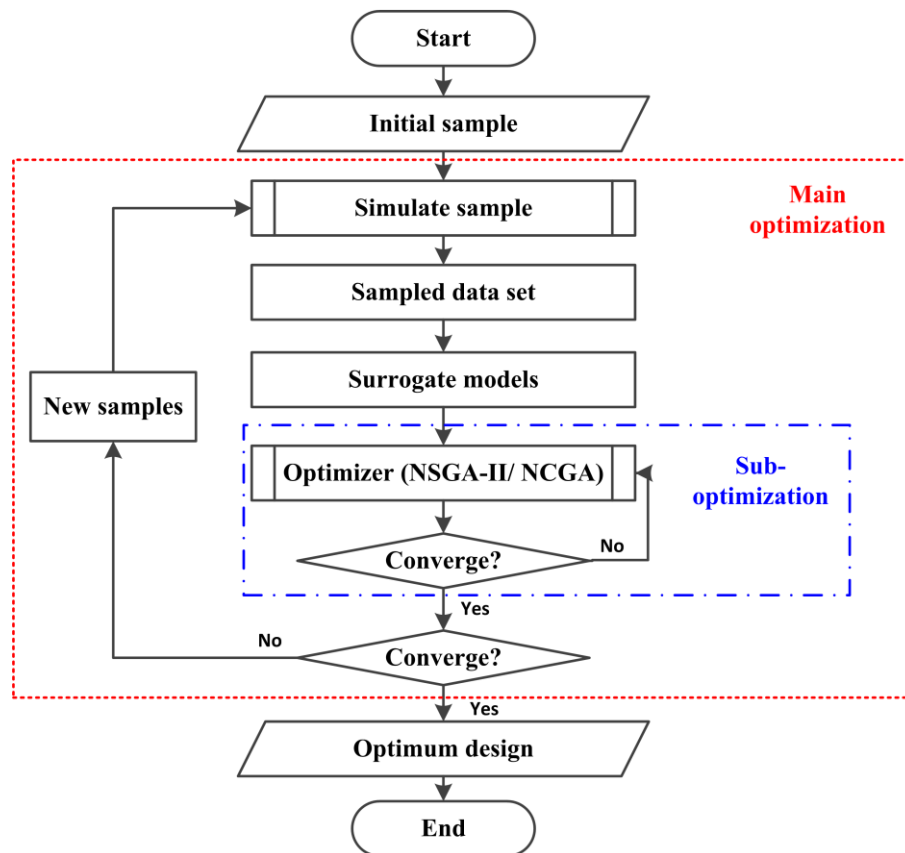 Start
Initial sample
Main
optimization
Simulate sample
Sampled data set
Surrogate models
New samples
Optimizer (NSGA-II/ NCGA)
Sub-
optimization
Converge?
No
Yes
Converge?
No
Yes
Optimum design
End